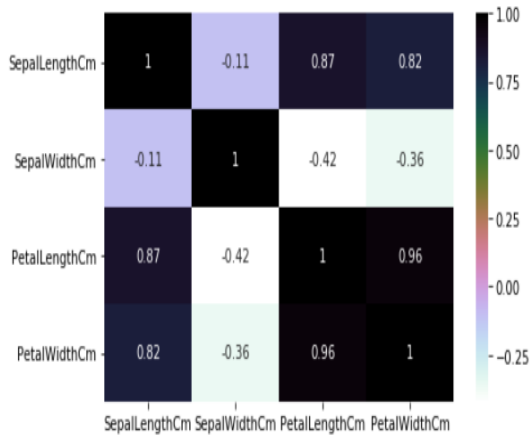 1.00
SepalLengthCm 1 -0.11 0.87 0.82
0.75
SepalWidthCm -0.11 1 -0.42 -0.36
0.50
0.25
PetalLengthCm 0.87 -0.42 1 0.96
0.00
PetalWidthCm 0.82 -0.36 0.96 1
−0.25
SepalLengthCm SepalWidthCm PetalLengthCm PetalWidthCm